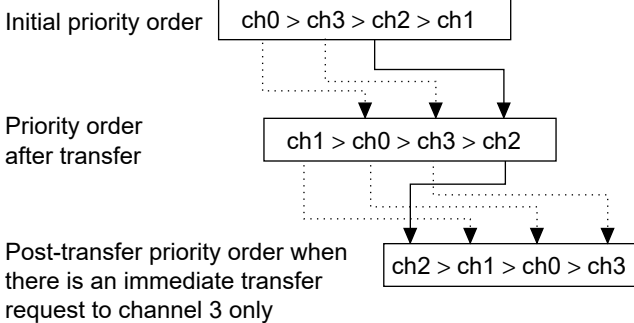 Initial priority order
ch0 > ch3 > ch2 > ch1
Priority order
after transfer
ch1 > ch0 > ch3 > ch2
Post-transfer priority order when
there is an immediate transfer
request to channel 3 only
ch2 > ch1 > ch0 > ch3